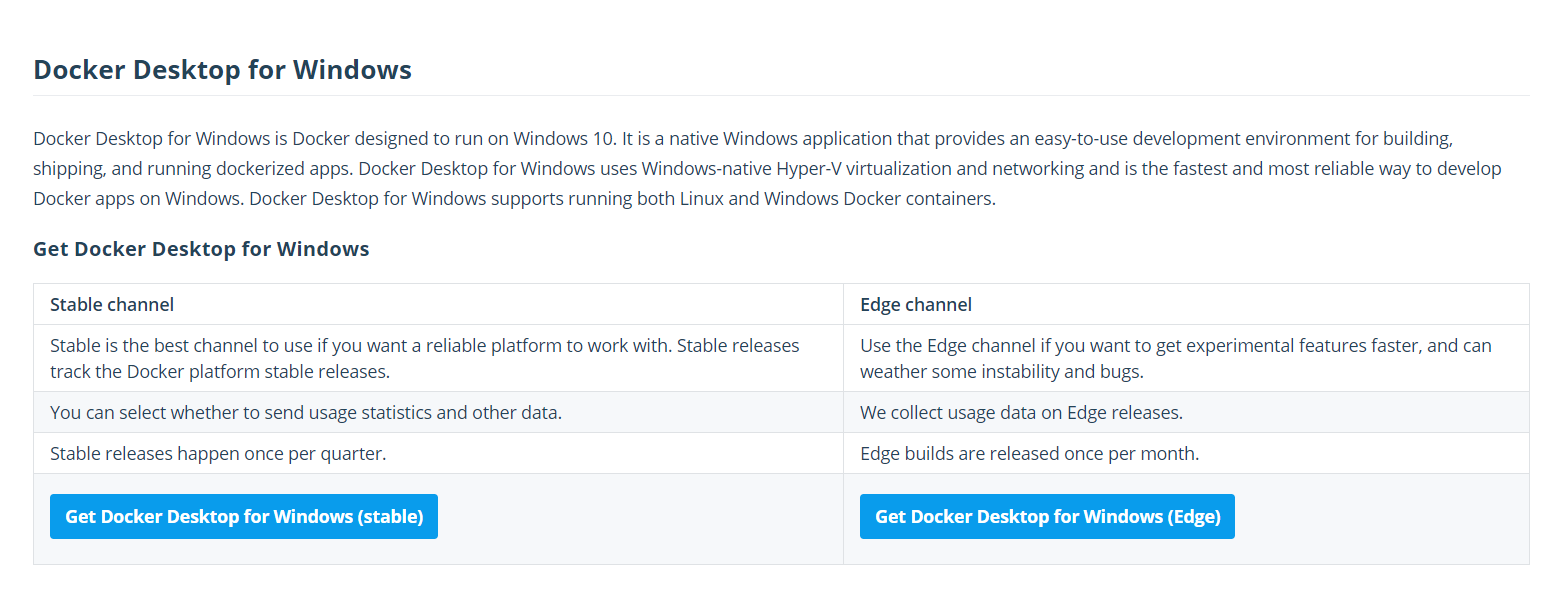 Docker Desktop for Windows
Docker Desktop for Windows is Docker designed to run on Windows 10. It is a native Windows application that provides an easy-to-use development environment for building,
shipping, and running dockerized apps. Docker Desktop for Windows uses Windows-native Hyper-V virtualization and networking and is the fastest and most reliable way to develop
Docker apps on Windows. Docker Desktop for Windows supports running both Linux and Windows Docker containers.
Get Docker Desktop for Windows
Stable channel
Edge channel
Stable is the best channel to use if you want a reliable platform to work with. Stable releases
track the Docker platform stable releases.
Use the Edge channel if you want to get experimental features faster, and can
weather some instability and bugs.
You can select whether to send usage statistics and other data.
We collect usage data on Edge releases.
Stable releases happen once per quarter.
Edge builds are released once per month.
Get Docker Desktop for Windows (stable)
Get Docker Desktop for Windows (Edge)